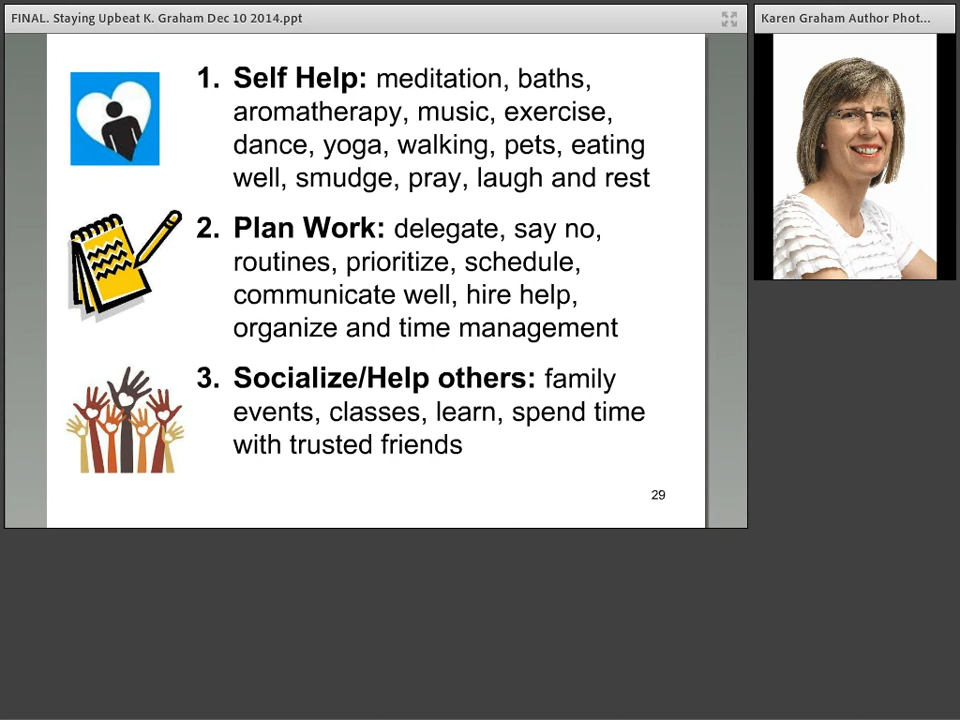 FINAL. Staying Upbeat K. Graham Dec 10 2014.ppt
Karen Graham Author Phot...
1. Self Help: meditation, baths,
aromatherapy, music, exercise,
dance, yoga, walking, pets, eating
well, smudge, pray, laugh and rest
2. Plan Work: delegate, say no,
routines, prioritize, schedule,
communicate well, hire help,
organize and time management
3. Socialize/Help others: family
events, classes, learn, spend time
with trusted friends
29